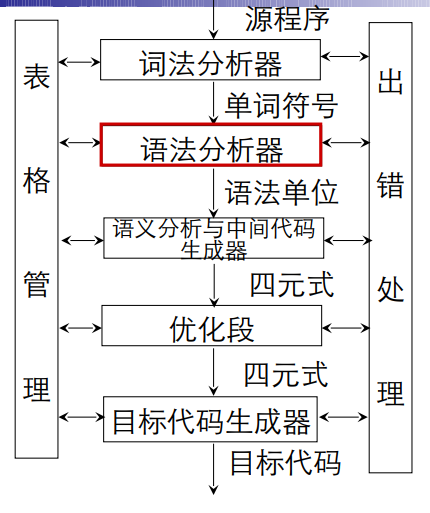 源程序
词法分析器
单词符号
语法分析器
语法单位
语义分析与中间代码
生成器
四元式
优化段
四元式
目标代码生成器
目标代码
表
格
管
理
出
错
处
理